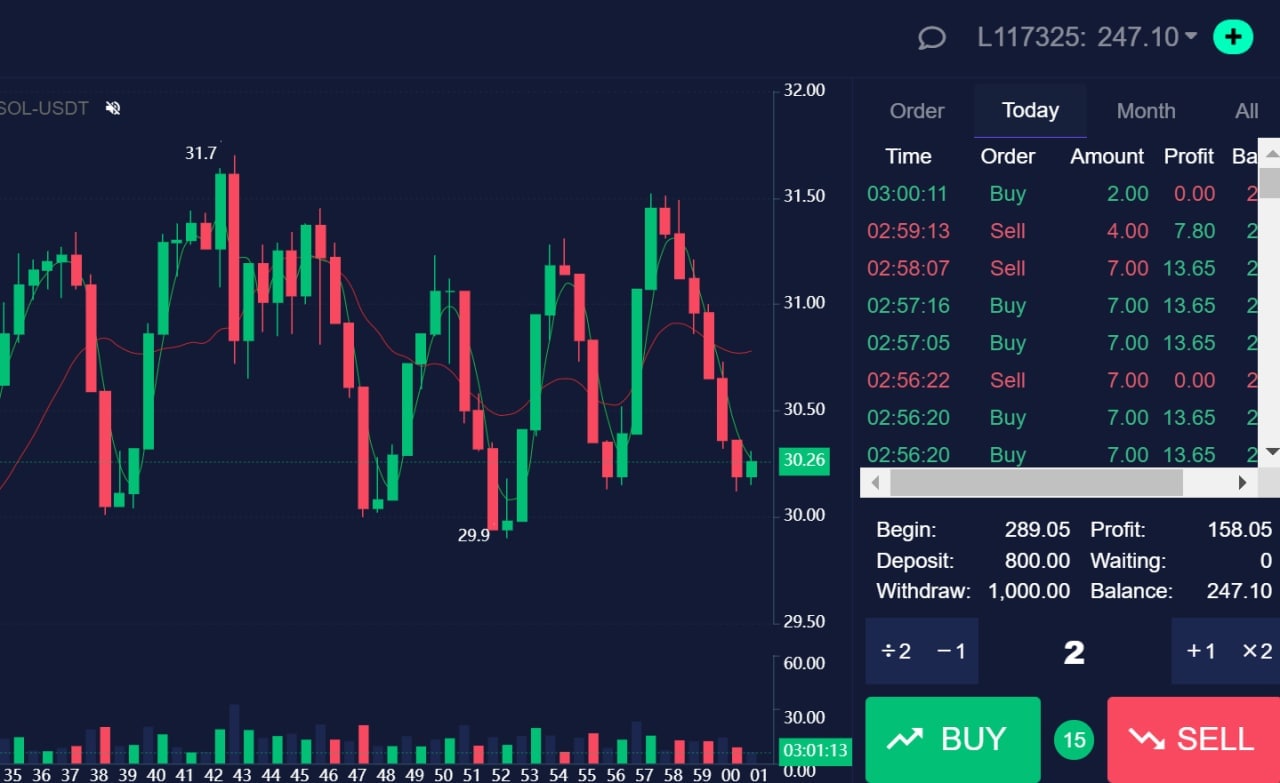 L117325: 247.10
SOL-USDT
32.00
31.7
31.50
31.00
30.50
30.26
30.00
29.9
29.50
60.00
30.00
03:01:13
0.00
35 36 37 38 39 40 41 42 43 44 45 46 47 48 49 50 51 52 53 54 55 56 57 58 59 00 01
Order Today Month All
Time Order Amount Profit Ba
03:00:11 Buy 2.00 0.00 2
02:59:13 Sell 4.00 7.80 2
02:58:07 Sell 7.00 13.65 2
02:57:16 Buy 7.00 13.65 2
02:57:05 Buy 7.00 13.65 2
02:56:22 Sell 7.00 0.00 2
02:56:20 Buy 7.00 13.65 2
02:56:20 Buy 7.00 13.65 2
Begin: 289.05 Profit: 158.05
Deposit: 800.00 Waiting: 0
Withdraw: 1,000.00 Balance: 247.10
÷2 −1 2 +1 ×2
BUY 15 SELL